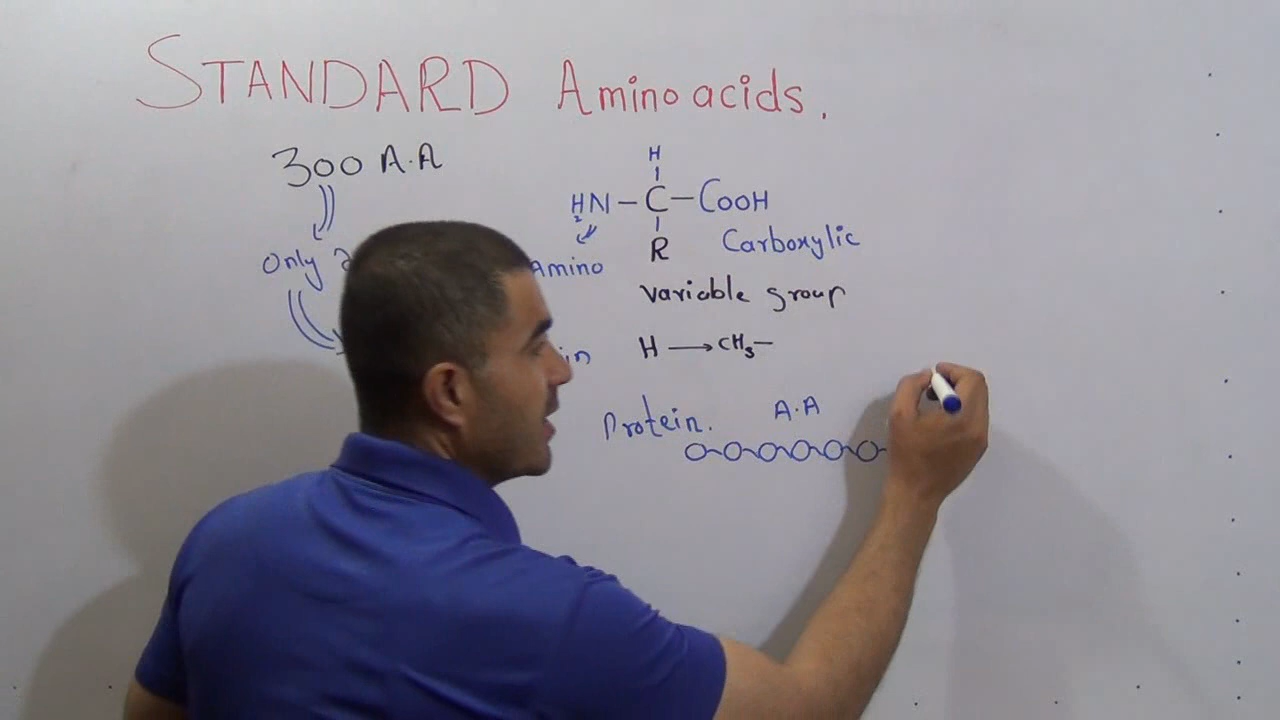 STANDARD Amino acids.
300 A.A
Only
H
H2N – C – COOH
R
Amino
Carboxylic
variable group
H → CH3 –
Protein.
A.A